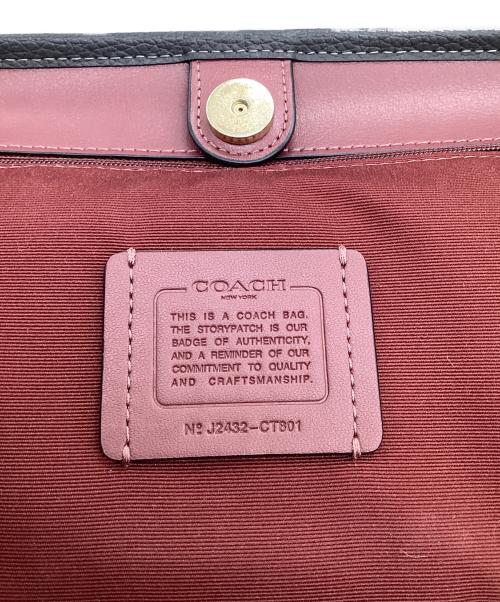 COACH
NEW YORK
THIS IS A COACH BAG.
THE STORYPATCH IS OUR
BADGE OF AUTHENTICITY,
AND A REMINDER OF OUR
COMMITMENT TO QUALITY
AND CRAFTSMANSHIP.
Nº J2432-CT801